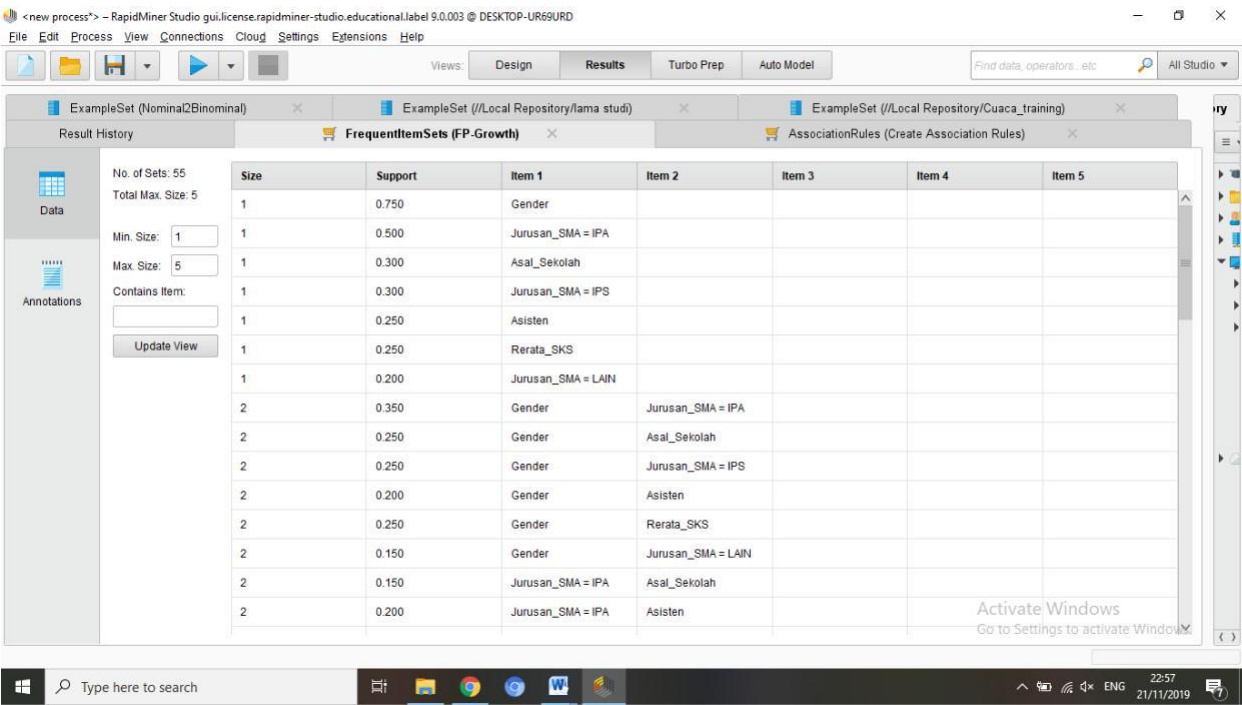 <new process*> – RapidMiner Studio gui.license.rapidminer-studio.educational.label 9.0.003 @ DESKTOP-UR69URD
File Edit Process View Connections Cloud Settings Extensions Help
Views: Design Results Turbo Prep Auto Model Find data, operators...etc All Studio
ExampleSet (Nominal2Binominal) ExampleSet (//Local Repository/lama studi) ExampleSet (//Local Repository/Cuaca_training)
Result History FrequentItemSets (FP-Growth) AssociationRules (Create Association Rules)
ry
Data
Annotations
No. of Sets: 55
Total Max. Size: 5
Min. Size: 1
Max. Size: 5
Contains Item:
Update View
Size Support Item 1 Item 2 Item 3 Item 4 Item 5
1 0.750 Gender
1 0.500 Jurusan_SMA = IPA
1 0.300 Asal_Sekolah
1 0.300 Jurusan_SMA = IPS
1 0.250 Asisten
1 0.250 Rerata_SKS
1 0.200 Jurusan_SMA = LAIN
2 0.350 Gender Jurusan_SMA = IPA
2 0.250 Gender Asal_Sekolah
2 0.250 Gender Jurusan_SMA = IPS
2 0.200 Gender Asisten
2 0.250 Gender Rerata_SKS
2 0.150 Gender Jurusan_SMA = LAIN
2 0.150 Jurusan_SMA = IPA Asal_Sekolah
2 0.200 Jurusan_SMA = IPA Asisten
Activate Windows
Go to Settings to activate Windows
Type here to search
ENG
22:57
21/11/2019
7